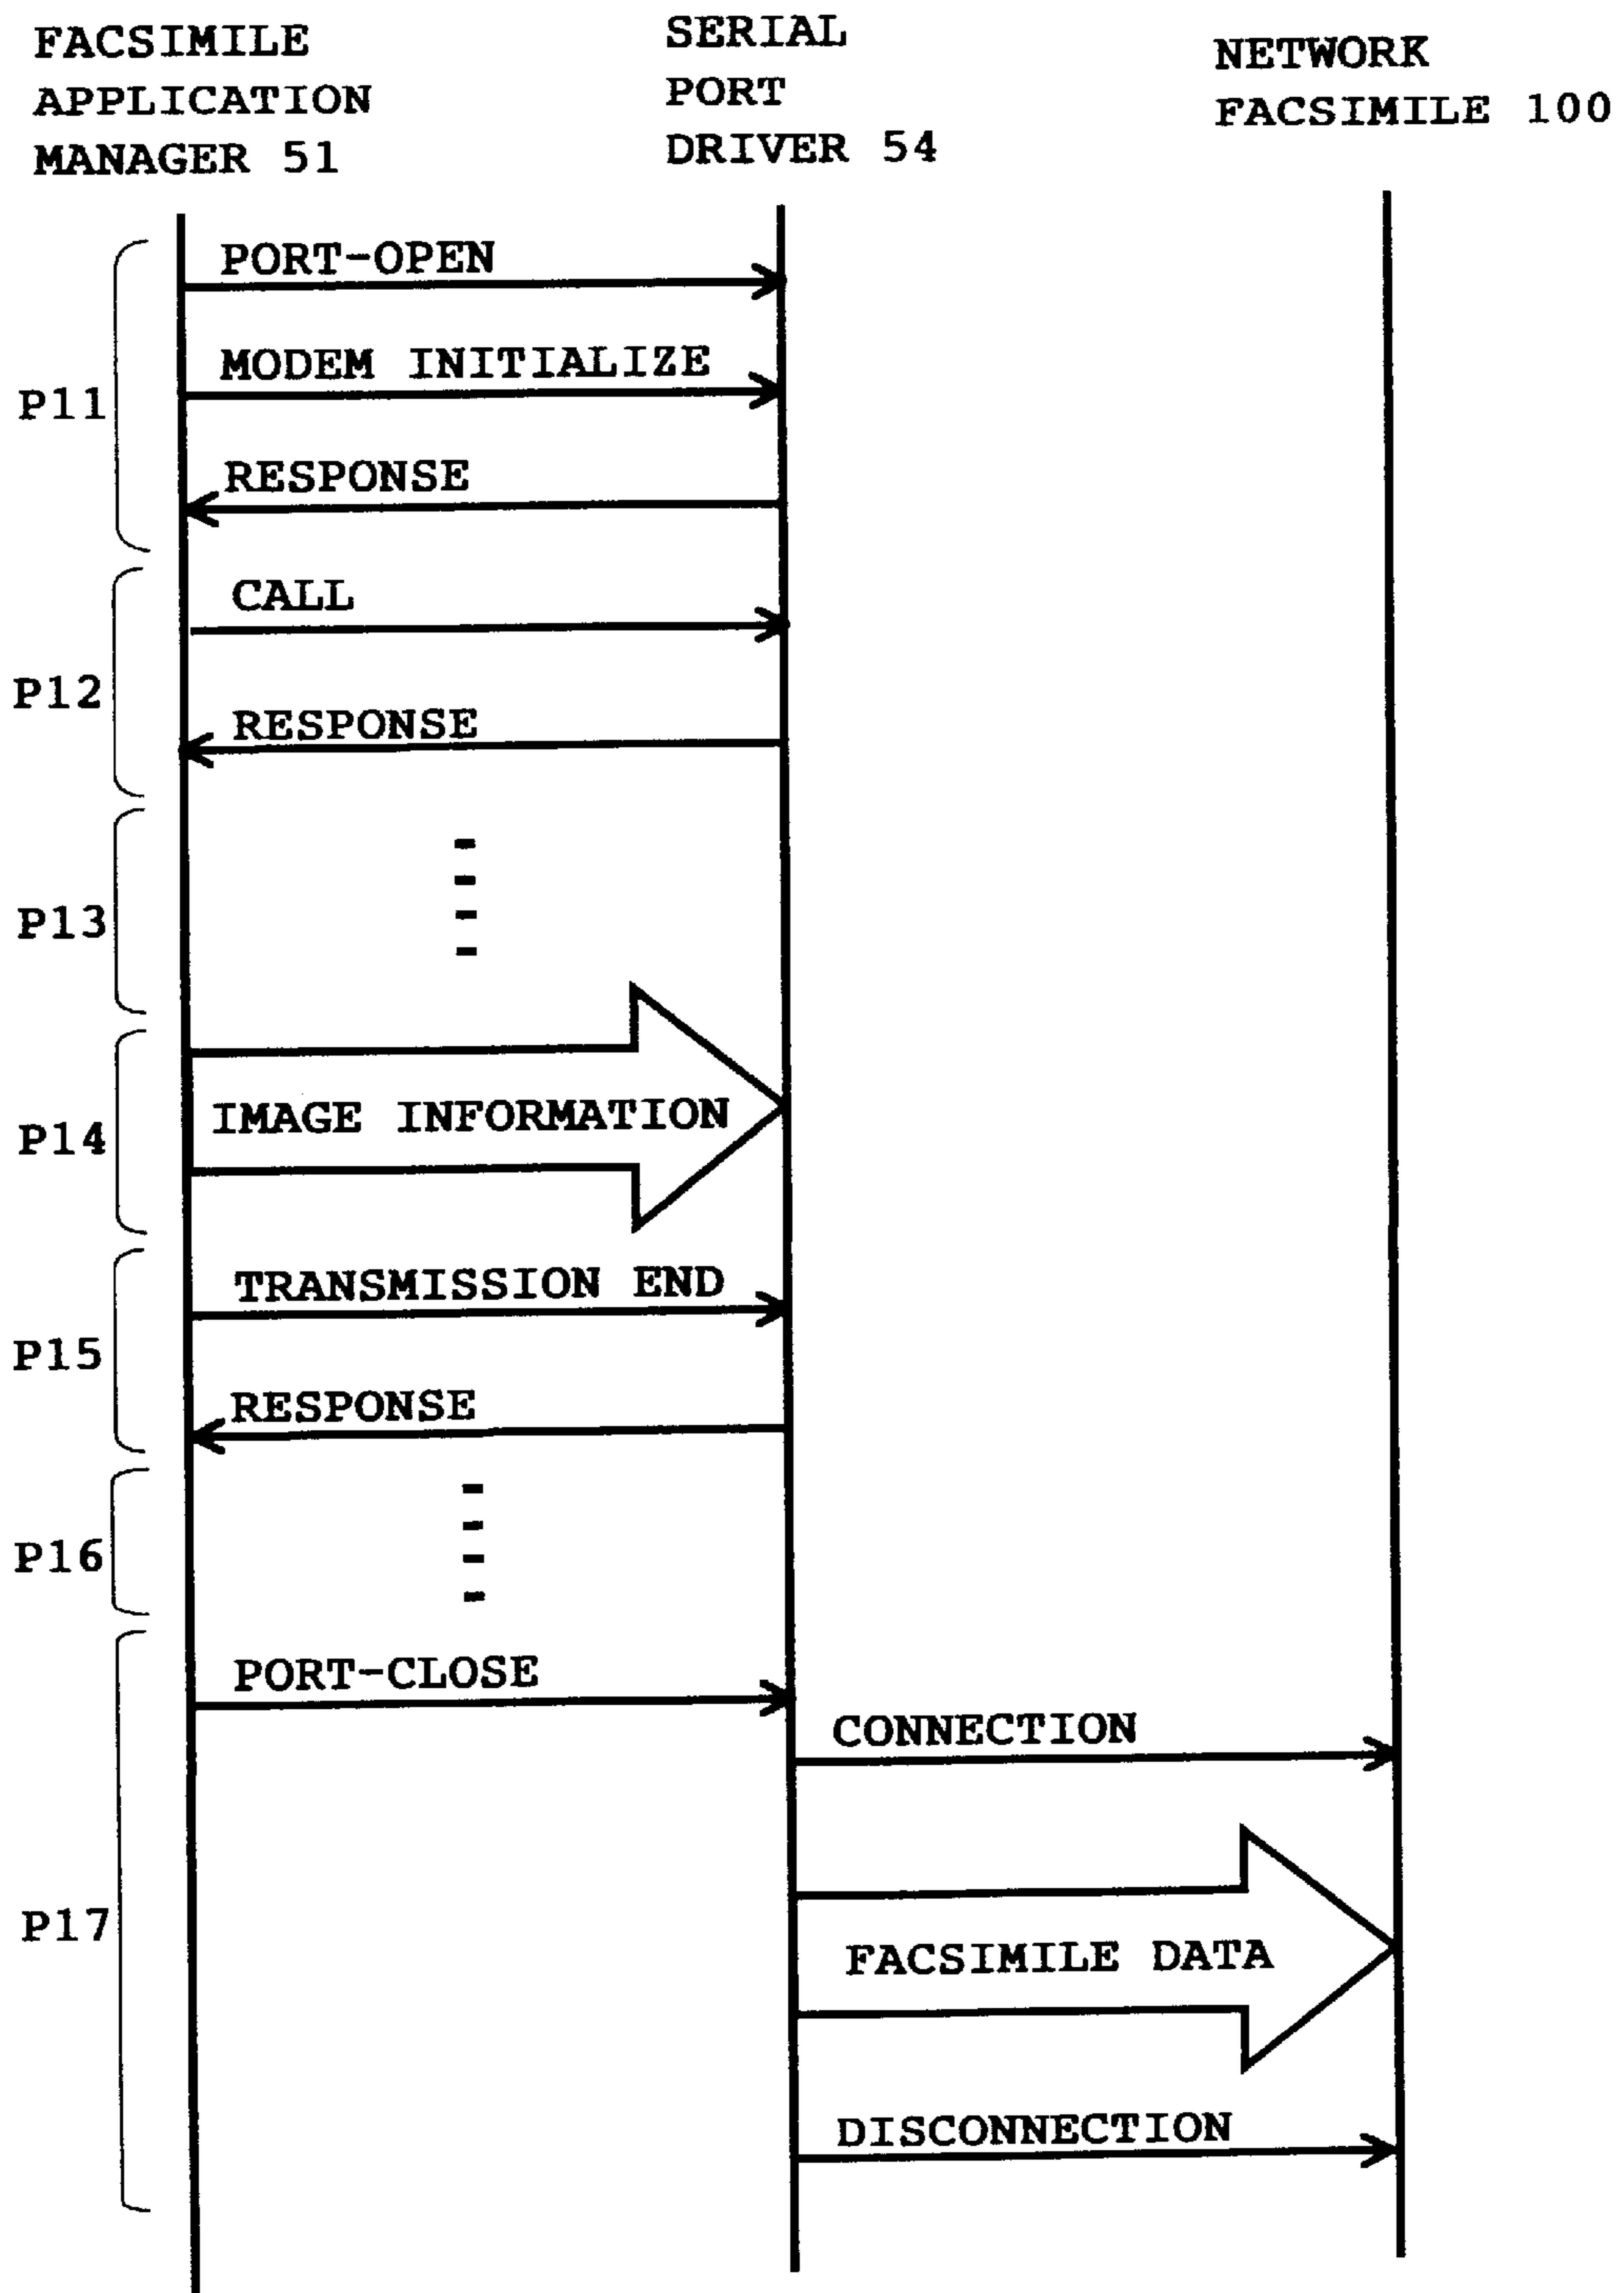 FACSIMILE
APPLICATION
MANAGER 51
SERIAL
PORT
DRIVER 54
NETWORK
FACSIMILE 100
P11
PORT-OPEN
MODEM INITIALIZE
RESPONSE
P12
CALL
RESPONSE
P13
P14
IMAGE INFORMATION
P15
TRANSMISSION END
RESPONSE
P16
P17
PORT-CLOSE
CONNECTION
FACSIMILE DATA
DISCONNECTION